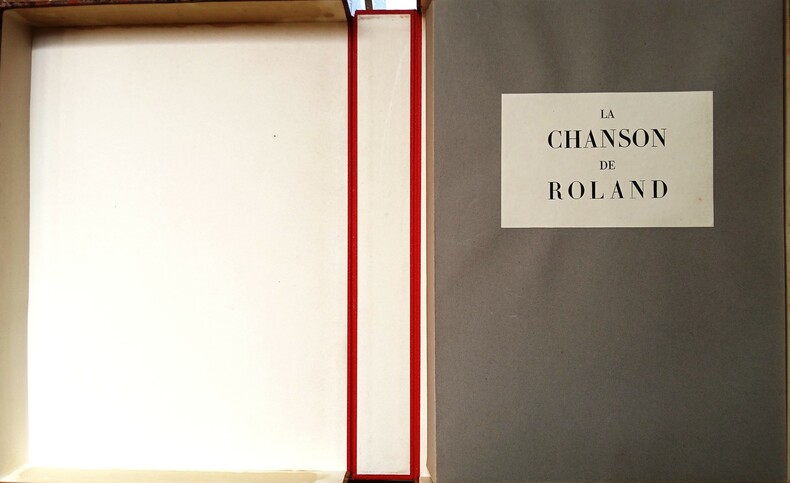 LA
CHANSON
DE
ROLAND